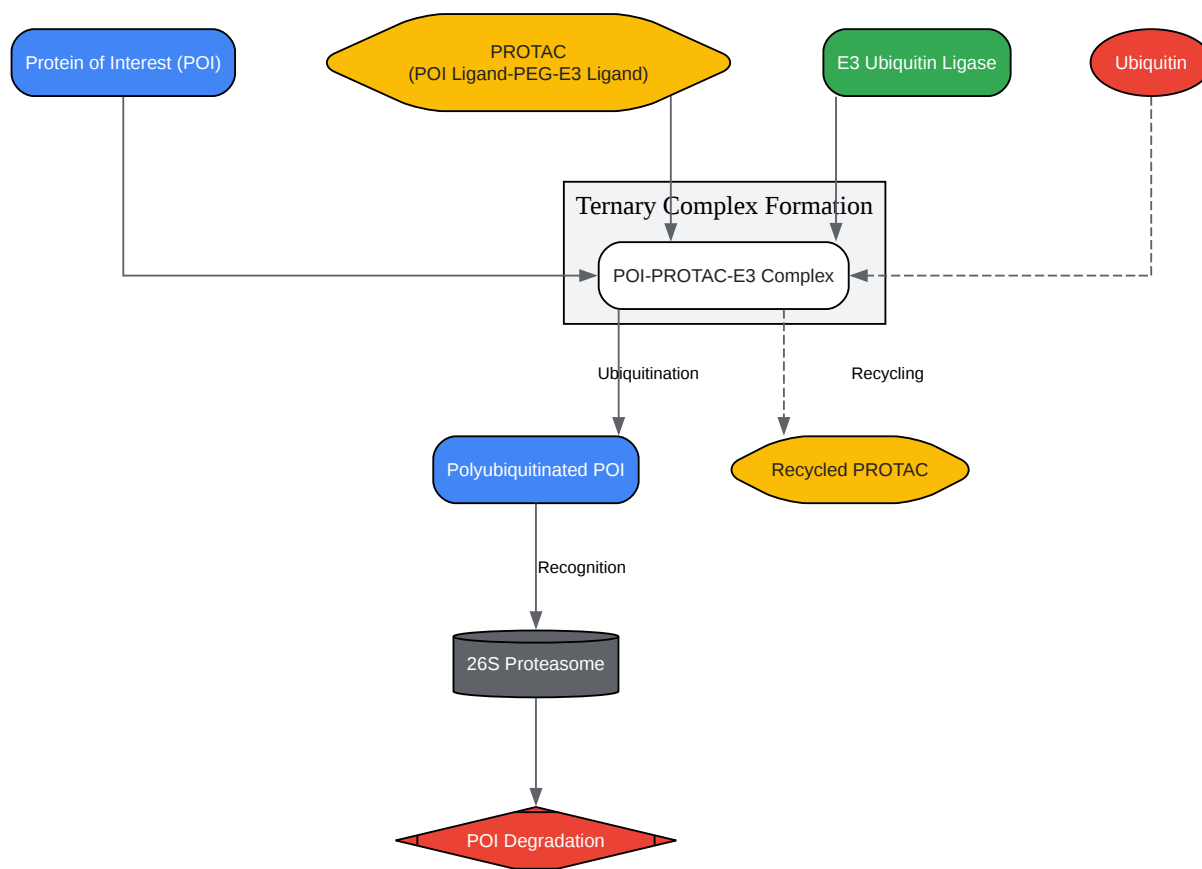 Protein of Interest (POI)
PROTAC
(POI Ligand-PEG-E3 Ligand)
E3 Ubiquitin Ligase
Ubiquitin
Ternary Complex Formation
POI-PROTAC-E3 Complex
Ubiquitination
Recycling
Polyubiquitinated POI
Recycled PROTAC
Recognition
26S Proteasome
POI Degradation